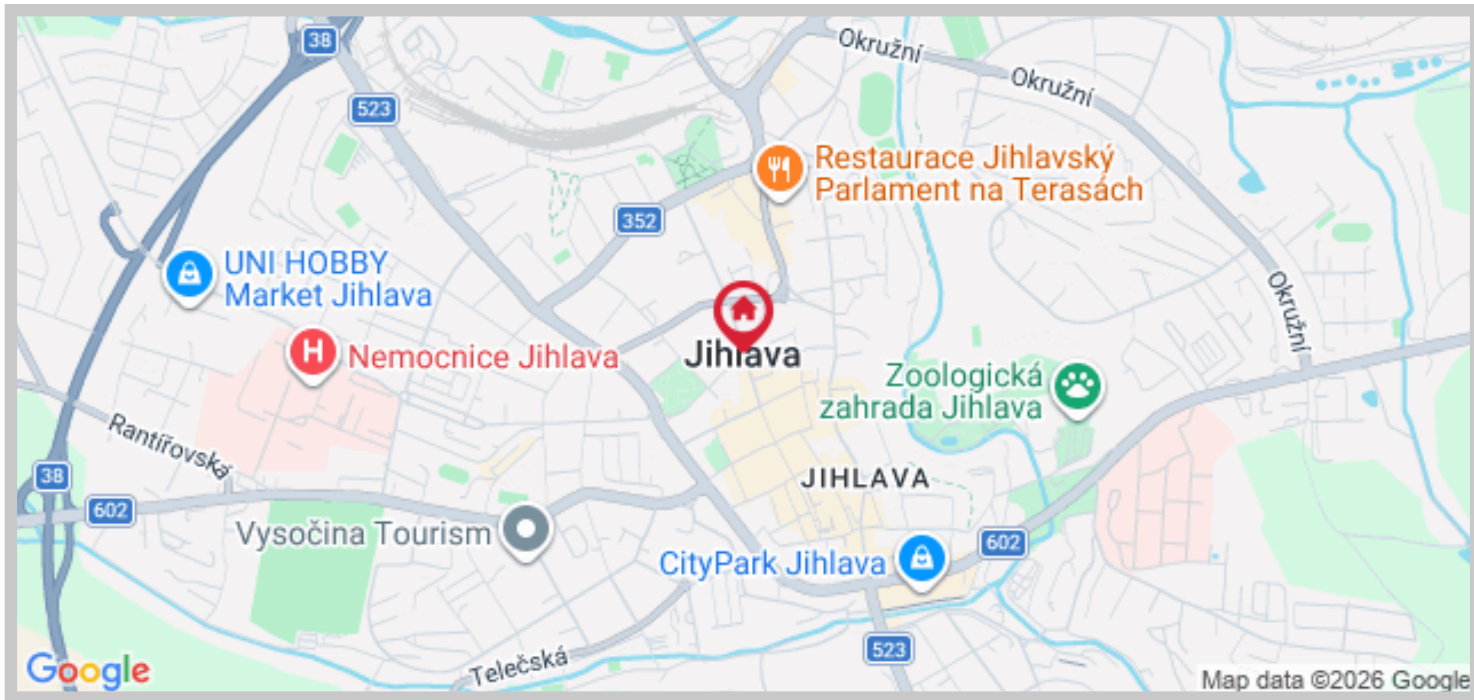 38
Okružní
Okružní
523
Restaurace Jihlavský
Parlament na Terasách
352
UNI HOBBY
Market Jihlava
Okružní
H
Nemocnice Jihlava
Jihlava
Zoologická
zahrada Jihlava
Rantířovská
38
JIHLAVA
602
Vysočina Tourism
602
CityPark Jihlava
523
Telečská
Google
Map data ©2026 Google